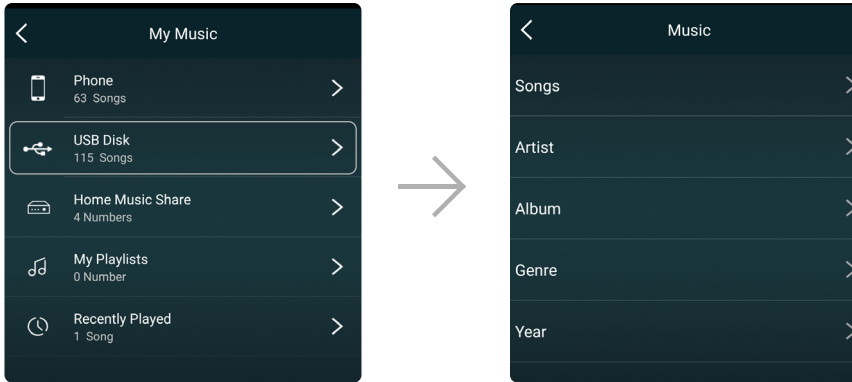 My Music
Phone
63 Songs
USB Disk
115 Songs
Home Music Share
4 Numbers
My Playlists
0 Number
Recently Played
1 Song
Music
Songs
Artist
Album
Genre
Year